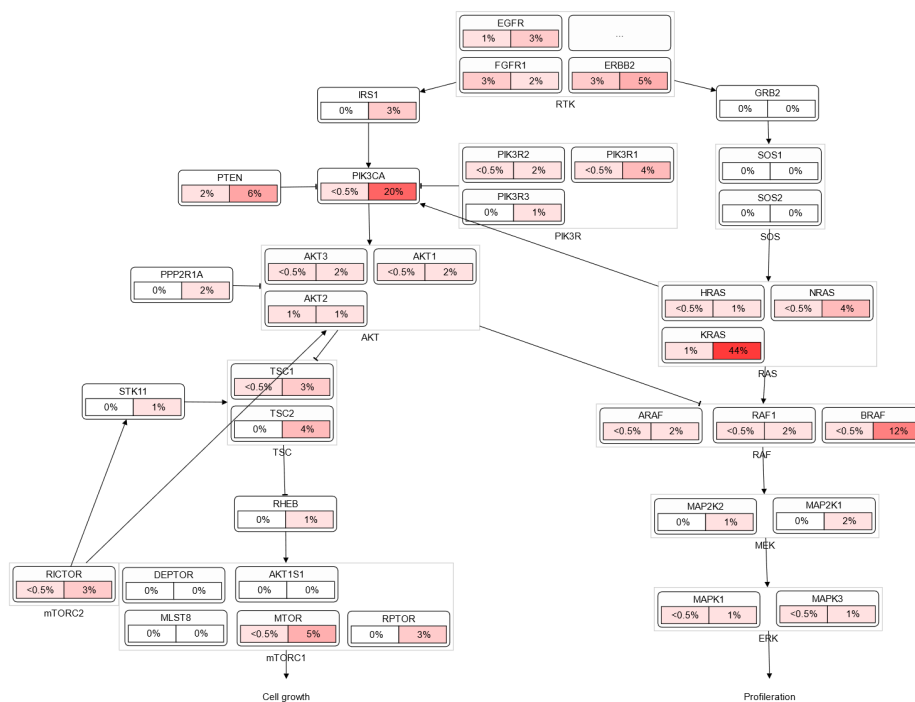 EGFR
1% 3%
...
FGFR1
3% 2%
ERBB2
3% 5%
RTK
IRS1
0% 3%
GRB2
0% 0%
PTEN
2% 6%
PIK3CA
<0.5% 20%
PIK3R2
<0.5% 2%
PIK3R1
<0.5% 4%
PIK3R3
0% 1%
PIK3R
SOS1
0% 0%
SOS2
0% 0%
SOS
PPP2R1A
0% 2%
AKT3
<0.5% 2%
AKT1
<0.5% 2%
AKT2
1% 1%
AKT
HRAS
<0.5% 1%
NRAS
<0.5% 4%
KRAS
1% 44%
RAS
STK11
0% 1%
TSC1
<0.5% 3%
TSC2
0% 4%
TSC
ARAF
<0.5% 2%
RAF1
<0.5% 2%
BRAF
<0.5% 12%
RAF
RHEB
0% 1%
MAP2K2
0% 1%
MAP2K1
0% 2%
MEK
RICTOR
<0.5% 3%
mTORC2
DEPTOR
0% 0%
AKT1S1
0% 0%
MLST8
0% 0%
MTOR
<0.5% 5%
RPTOR
0% 3%
mTORC1
MAPK1
<0.5% 1%
MAPK3
<0.5% 1%
ERK
Cell growth
Profileration